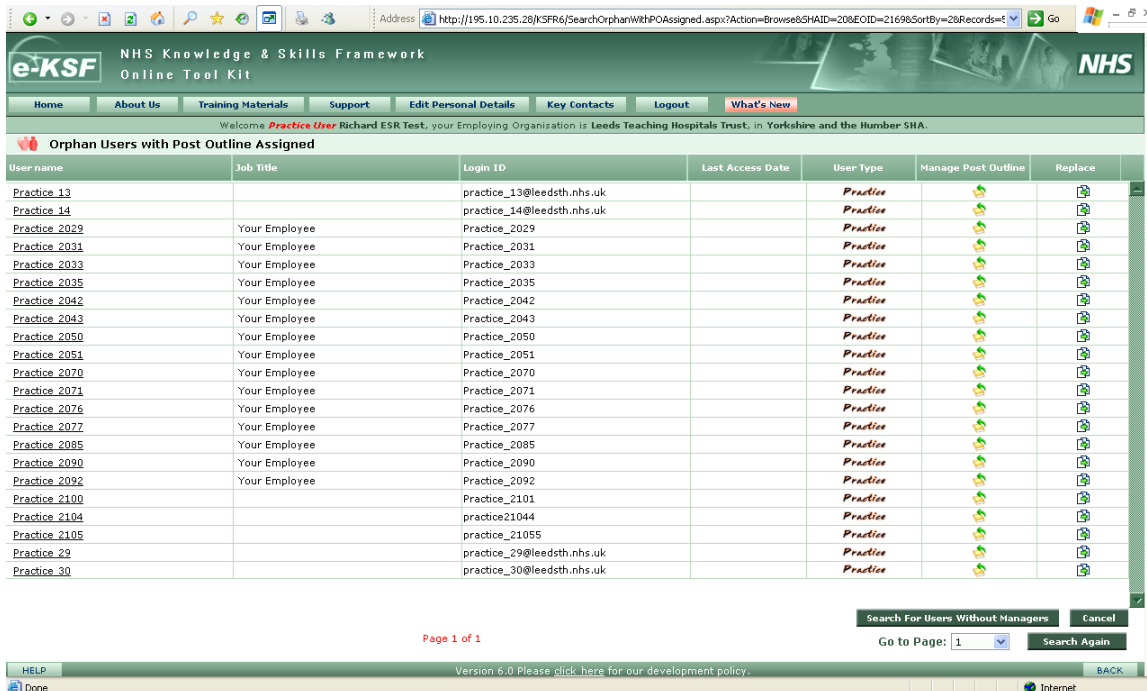 Address http://195.10.235.28/KSFR6/SearchOrphanWithPOAssigned.aspx?Action=Browse&SHAID=20&EOID=2169&SortBy=2&Records=5 Go
e-KSF NHS Knowledge & Skills Framework
Online Tool Kit
NHS
Home About Us Training Materials Support Edit Personal Details Key Contacts Logout What's New
Welcome Practice User Richard ESR Test, your Employing Organisation is Leeds Teaching Hospitals Trust, in Yorkshire and the Humber SHA.
Orphan Users with Post Outline Assigned
User name Job Title Login ID Last Access Date User Type Manage Post Outline Replace
Practice 13 practice_13@leedsth.nhs.uk Practice
Practice 14 practice_14@leedsth.nhs.uk Practice
Practice 2029 Your Employee Practice_2029 Practice
Practice 2031 Your Employee Practice_2031 Practice
Practice 2033 Your Employee Practice_2033 Practice
Practice 2035 Your Employee Practice_2035 Practice
Practice 2042 Your Employee Practice_2042 Practice
Practice 2043 Your Employee Practice_2043 Practice
Practice 2050 Your Employee Practice_2050 Practice
Practice 2051 Your Employee Practice_2051 Practice
Practice 2070 Your Employee Practice_2070 Practice
Practice 2071 Your Employee Practice_2071 Practice
Practice 2076 Your Employee Practice_2076 Practice
Practice 2077 Your Employee Practice_2077 Practice
Practice 2085 Your Employee Practice_2085 Practice
Practice 2090 Your Employee Practice_2090 Practice
Practice 2092 Your Employee Practice_2092 Practice
Practice 2100 Practice_2101 Practice
Practice 2104 practice21044 Practice
Practice 2105 practice_21055 Practice
Practice 29 practice_29@leedsth.nhs.uk Practice
Practice 30 practice_30@leedsth.nhs.uk Practice
Search For Users Without Managers Cancel
Page 1 of 1 Go to Page: 1 Search Again
HELP Version 6.0 Please click here for our development policy. BACK
Done Internet